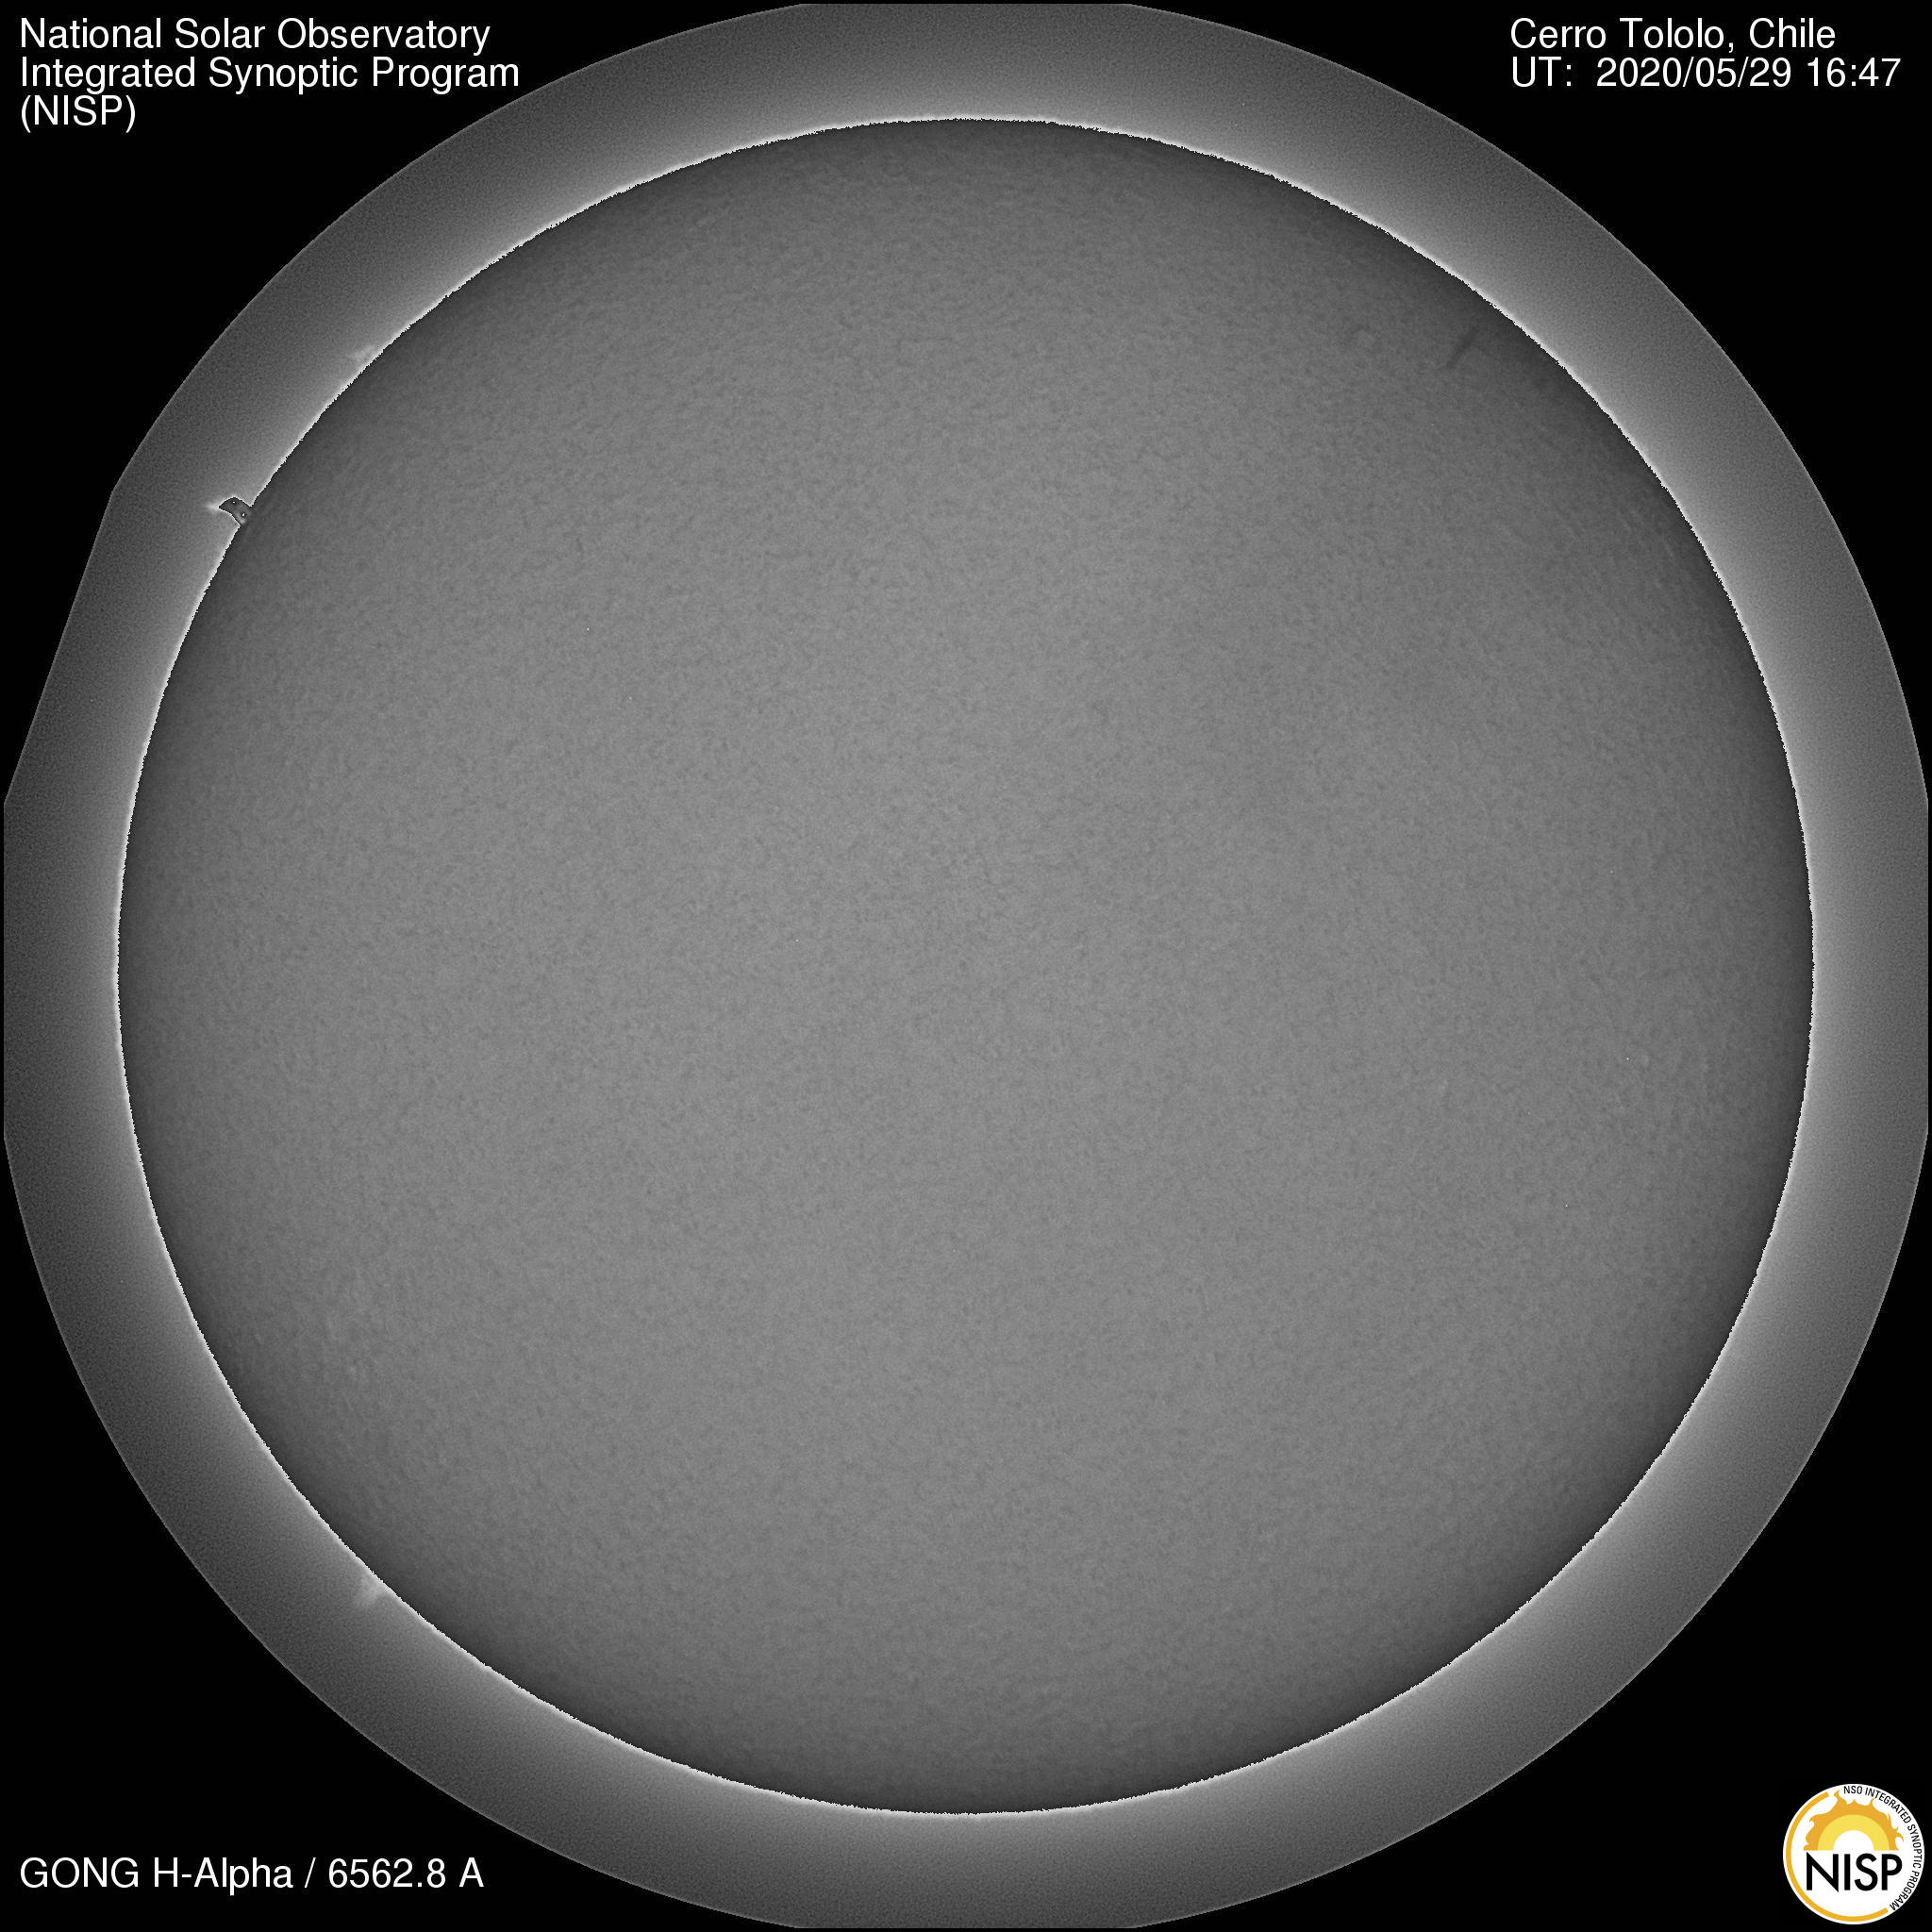 National Solar Observatory
Integrated Synoptic Program
(NISP)
Cerro Tololo, Chile
UT: 2020/05/29 16:47
GONG H-Alpha / 6562.8 A
NSO INTEGRATED SYNOPTIC PROGRAM
NISP